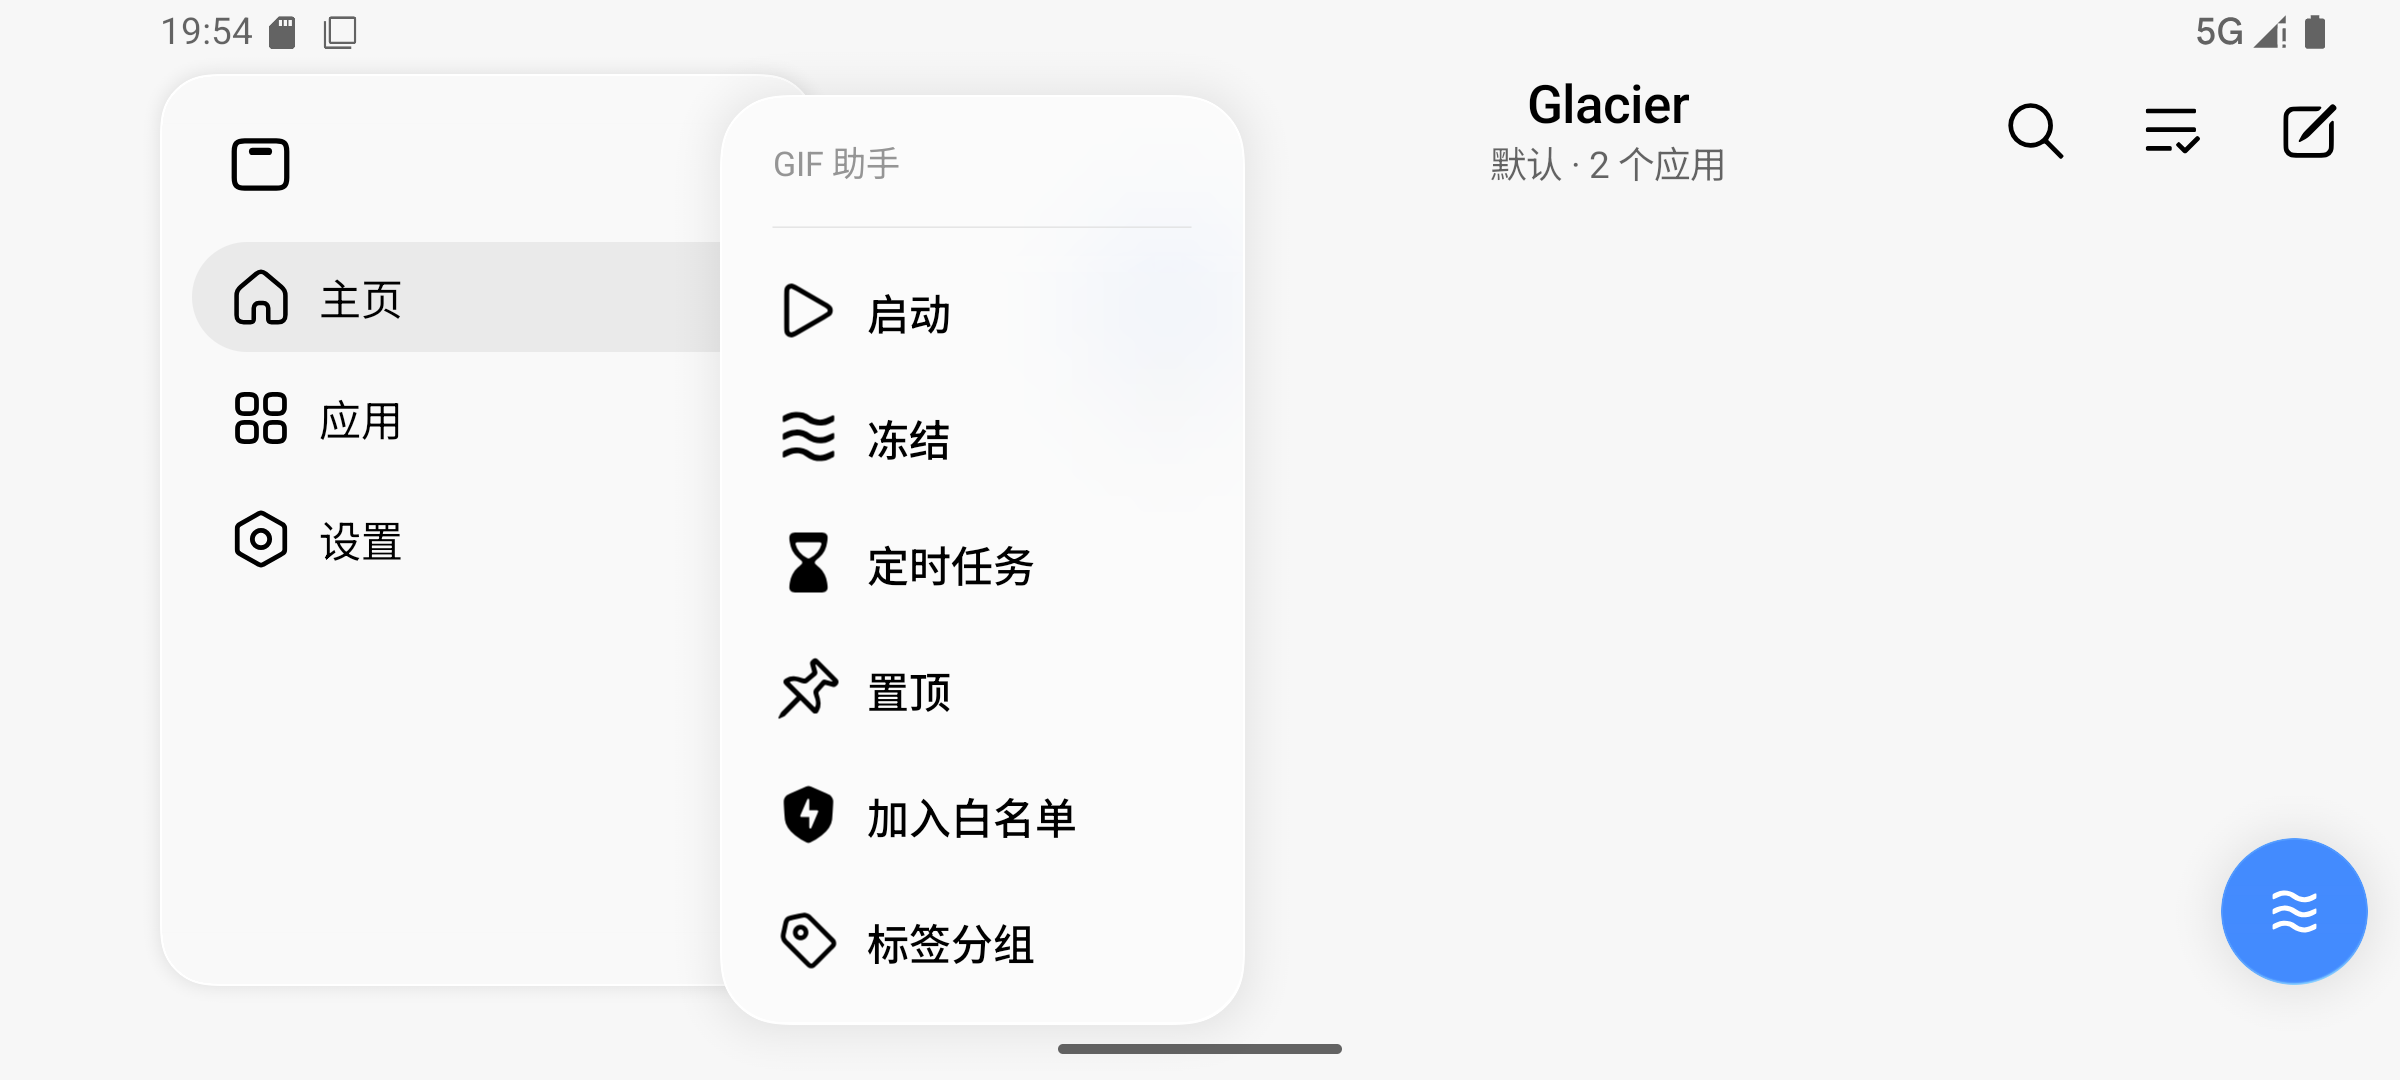 19:54
5G
主页
应用
设置
GIF 助手
启动
冻结
定时任务
置顶
加入白名单
标签分组
Glacier
默认 · 2 个应用